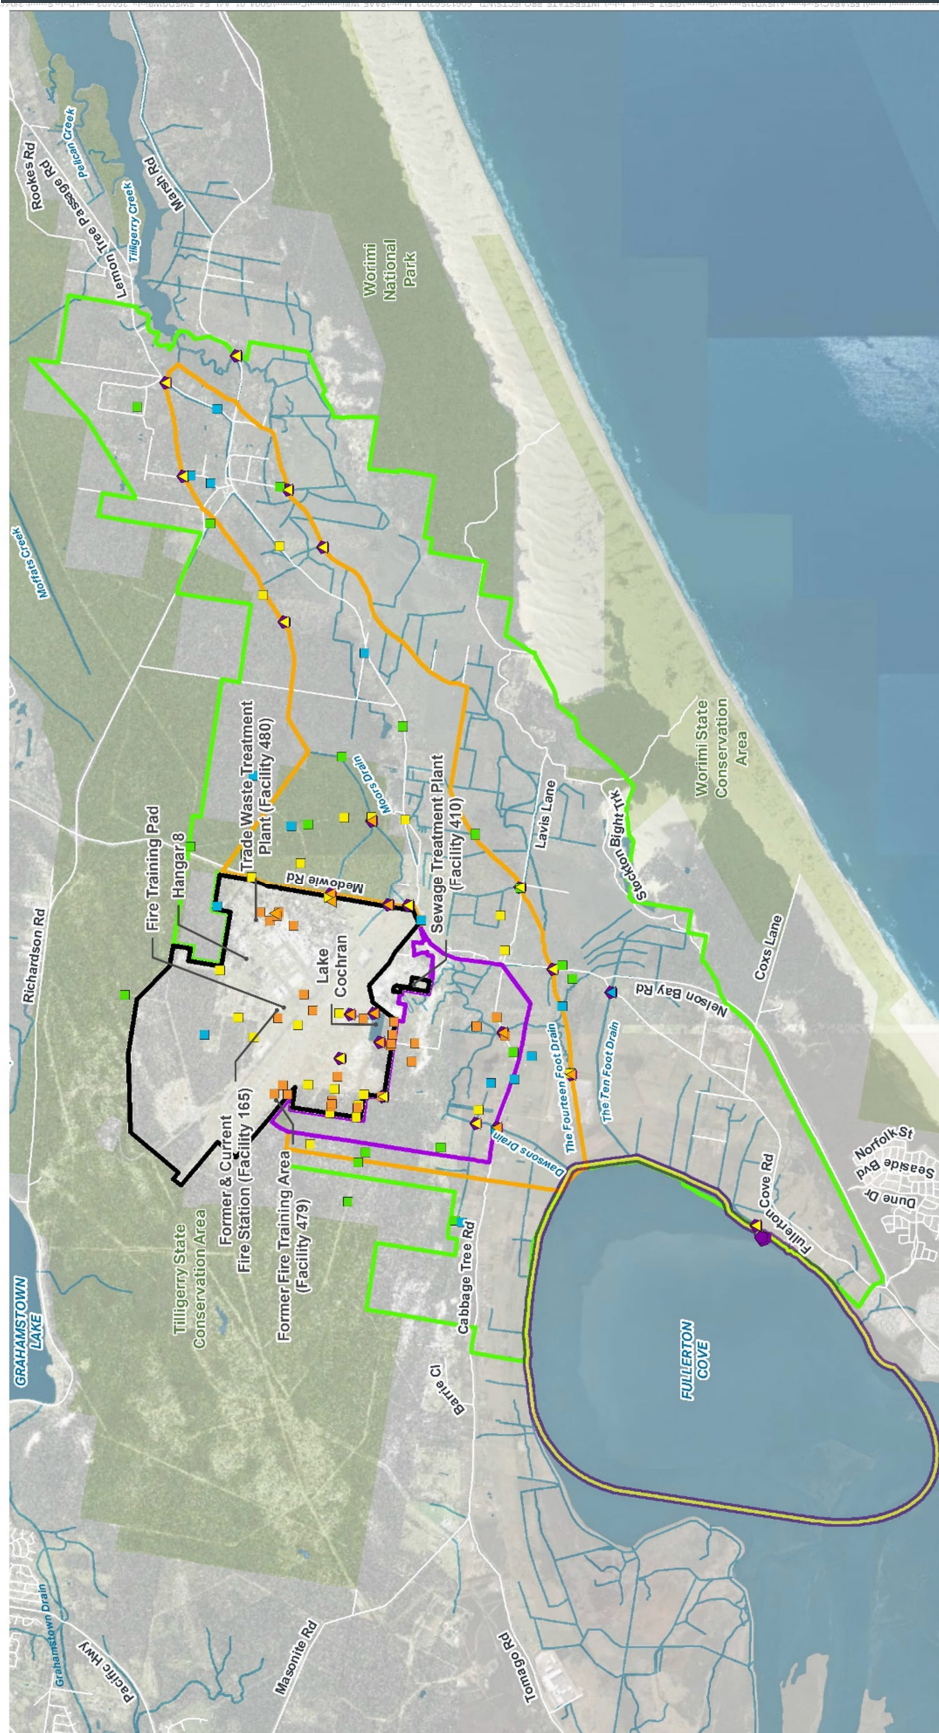 Rookes Rd
Lemon Tree Passage Rd
Pelican Creek
Tilligerry Creek
Marsh Rd
Worimi
National
Park
Moffats Creek
Richardson Rd
Fire Training Pad
Hangar 8
Trade Waste Treatment
Plant (Facility 480)
Medowie Rd
Moors Drain
Sewage Treatment Plant
(Facility 410)
Lavis Lane
Stockton Bight Trk
Worimi State
Conservation
Area
Lake
Cochran
Nelson Bay Rd
Coxs Lane
The Fourteen Foot Drain
The Ten Foot Drain
Dawsons Drain
Former & Current
Fire Station (Facility 165)
Former Fire Training Area
(Facility 479)
Tilligerry State
Conservation Area
GRAHAMSTOWN
LAKE
Cabbage Tree Rd
Barrie Cl
Fullerton Cove Rd
Norfolk St
Seaside Blvd
Dune Dr
FULLERTON
COVE
Masonite Rd
Tomago Rd
Grahamstown Drain
Pacific Hwy